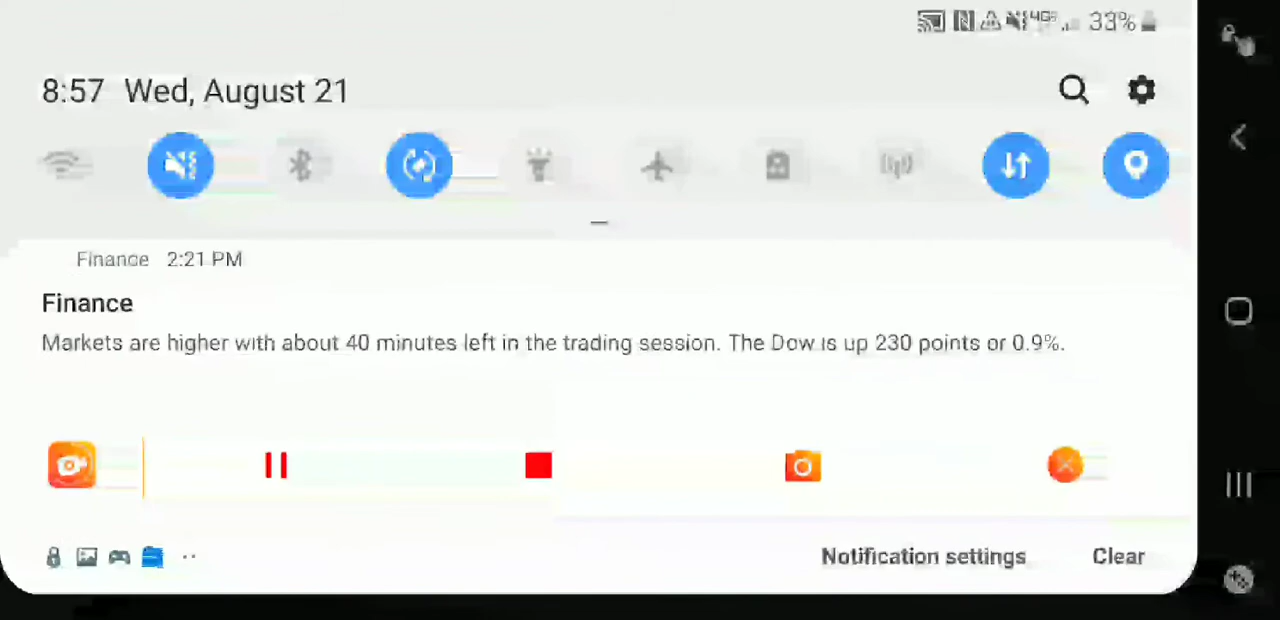 4G 33%
8:57 Wed, August 21
Finance 2:21 PM
Finance
Markets are higher with about 40 minutes left in the trading session. The Dow is up 230 points or 0.9%.
Notification settings Clear